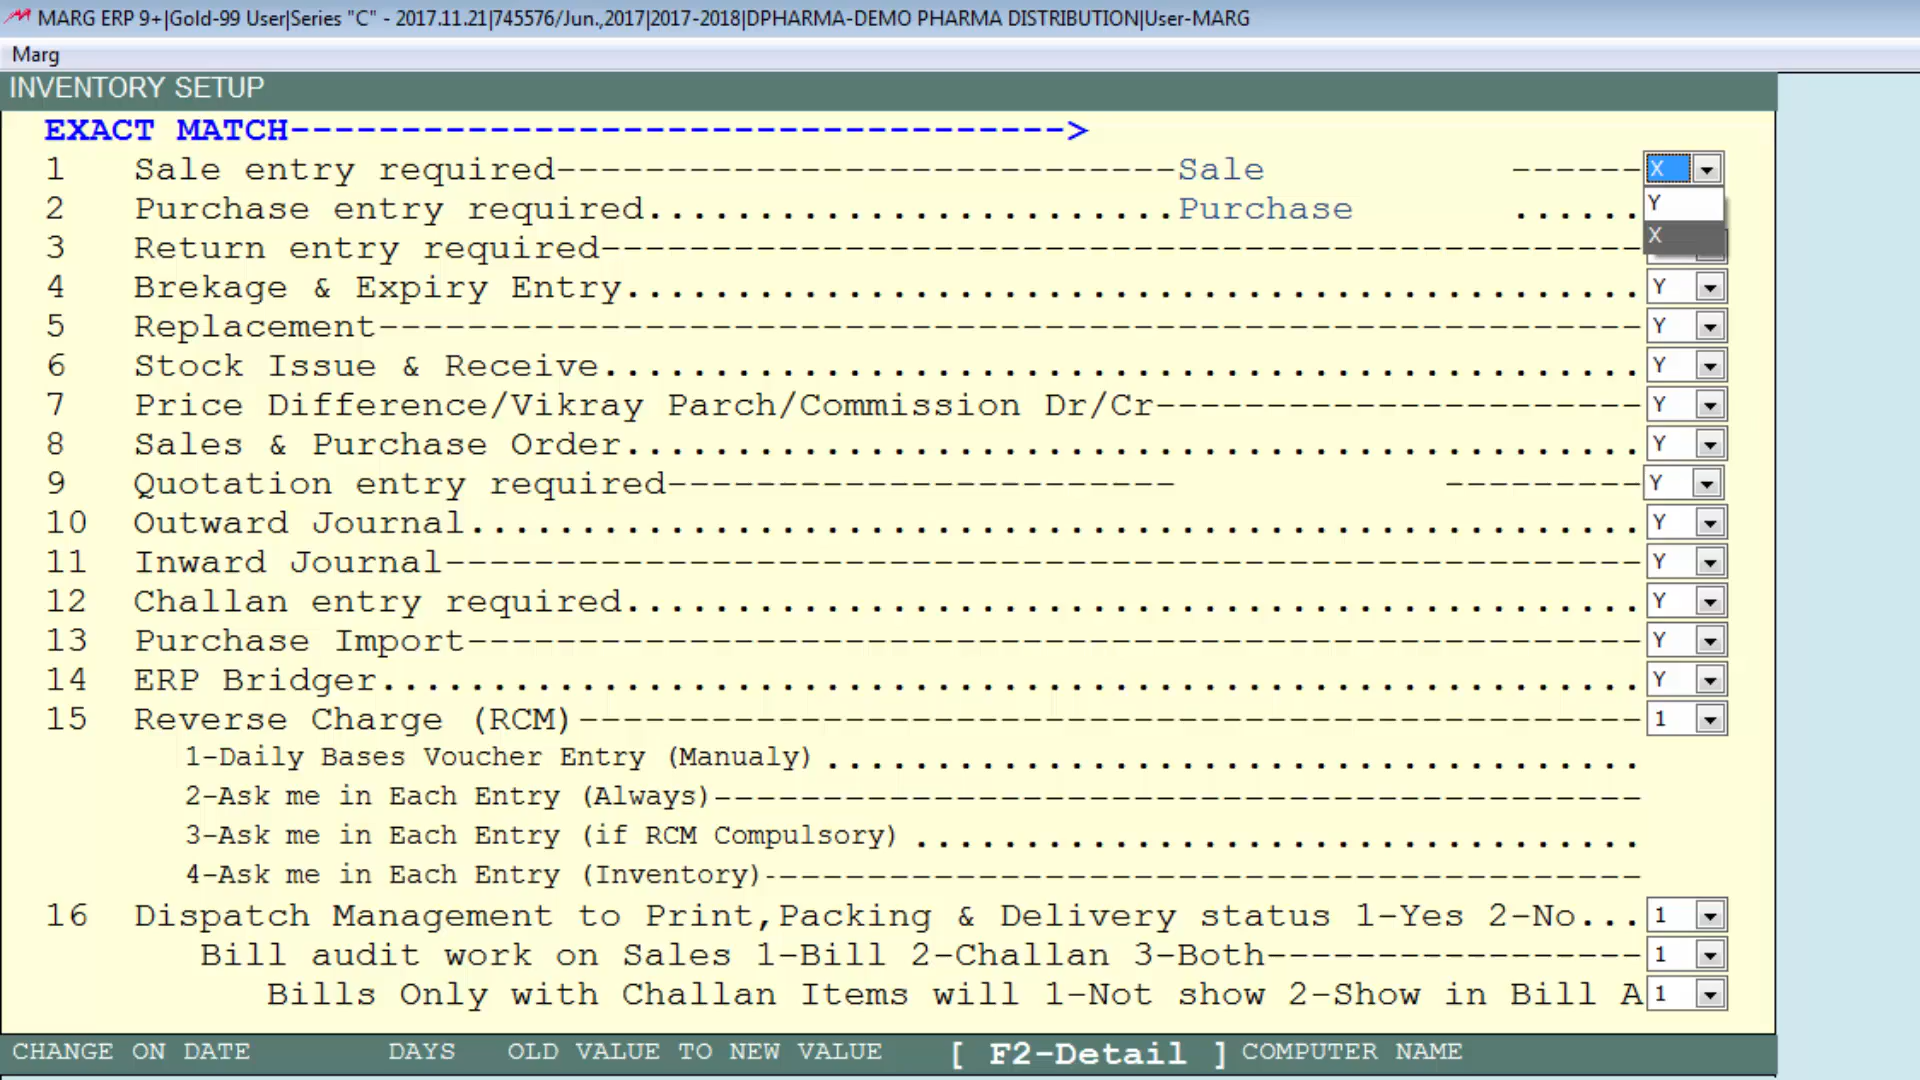 MARG ERP 9+|Gold-99 User|Series "C" - 2017.11.21|745576/Jun.,2017|2017-2018|DPHARMA-DEMO PHARMA DISTRIBUTION|User-MARG
Marg
INVENTORY SETUP
EXACT MATCH----------------------------------->
1 Sale entry required----------------------------Sale ------ X
Y
X
2 Purchase entry required........................Purchase ......
3 Return entry required-----------------------------------------------
4 Brekage & Expiry Entry.............................................. Y
5 Replacement--------------------------------------------------------- Y
6 Stock Issue & Receive............................................... Y
7 Price Difference/Vikray Parch/Commission Dr/Cr---------------------- Y
8 Sales & Purchase Order.............................................. Y
9 Quotation entry required----------------------- --------- Y
10 Outward Journal..................................................... Y
11 Inward Journal------------------------------------------------------ Y
12 Challan entry required.............................................. Y
13 Purchase Import----------------------------------------------------- Y
14 ERP Bridger......................................................... Y
15 Reverse Charge (RCM)------------------------------------------------ 1
1-Daily Bases Voucher Entry (Manualy) .....................................
2-Ask me in Each Entry (Always)------------------------------------------
3-Ask me in Each Entry (if RCM Compulsory) .................................
4-Ask me in Each Entry (Inventory)----------------------------------------
16 Dispatch Management to Print,Packing & Delivery status 1-Yes 2-No... 1
Bill audit work on Sales 1-Bill 2-Challan 3-Both----------------- 1
Bills Only with Challan Items will 1-Not show 2-Show in Bill A 1
CHANGE ON DATE DAYS OLD VALUE TO NEW VALUE [ F2-Detail ] COMPUTER NAME